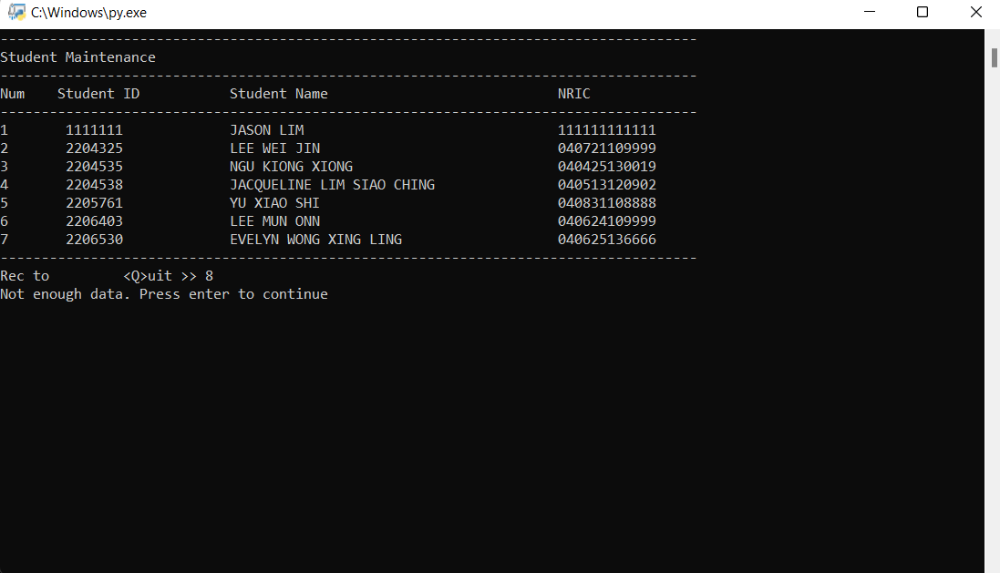 C:\Windows\py.exe
-------------------------------------------------------------------------------------
Student Maintenance
-------------------------------------------------------------------------------------
Num    Student ID           Student Name                            NRIC
-------------------------------------------------------------------------------------
1       1111111             JASON LIM                               111111111111
2       2204325             LEE WEI JIN                             040721109999
3       2204535             NGU KIONG XIONG                         040425130019
4       2204538             JACQUELINE LIM SIAO CHING               040513120902
5       2205761             YU XIAO SHI                             040831108888
6       2206403             LEE MUN ONN                             040624109999
7       2206530             EVELYN WONG XING LING                   040625136666
-------------------------------------------------------------------------------------
Rec to         <Q>uit >> 8
Not enough data. Press enter to continue